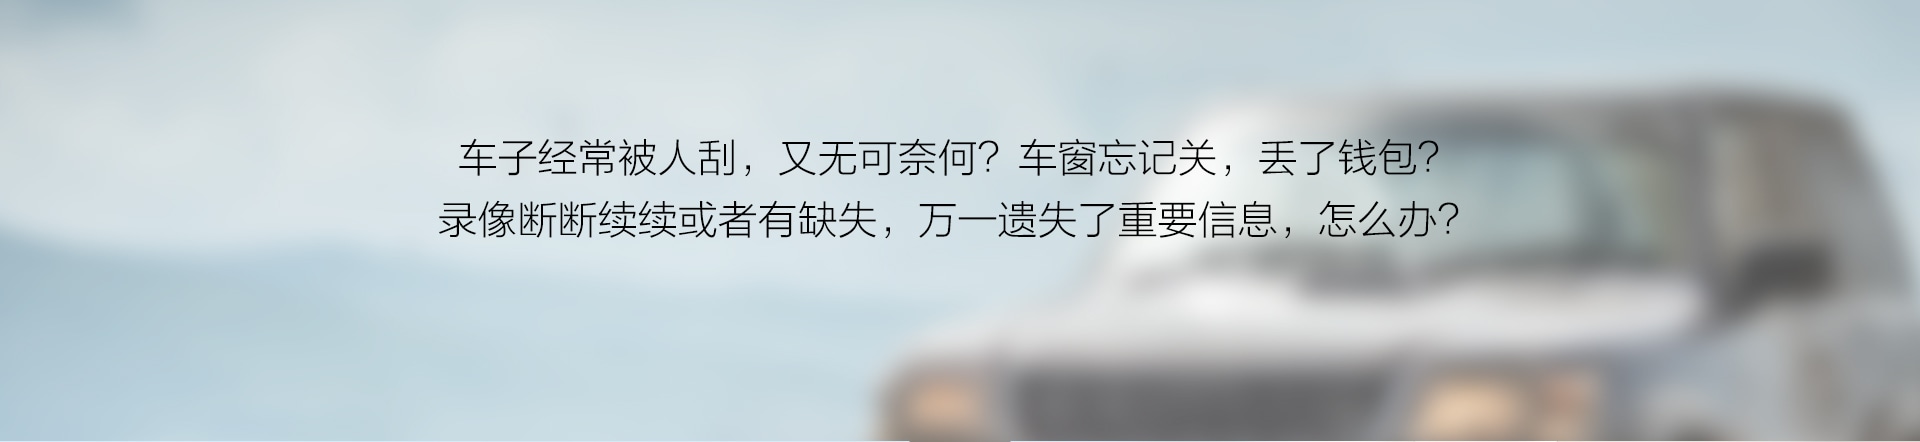 车子经常被人刮，又无可奈何？车窗忘记关，丢了钱包？
录像断断续续或者有缺失，万一遗失了重要信息，怎么办？